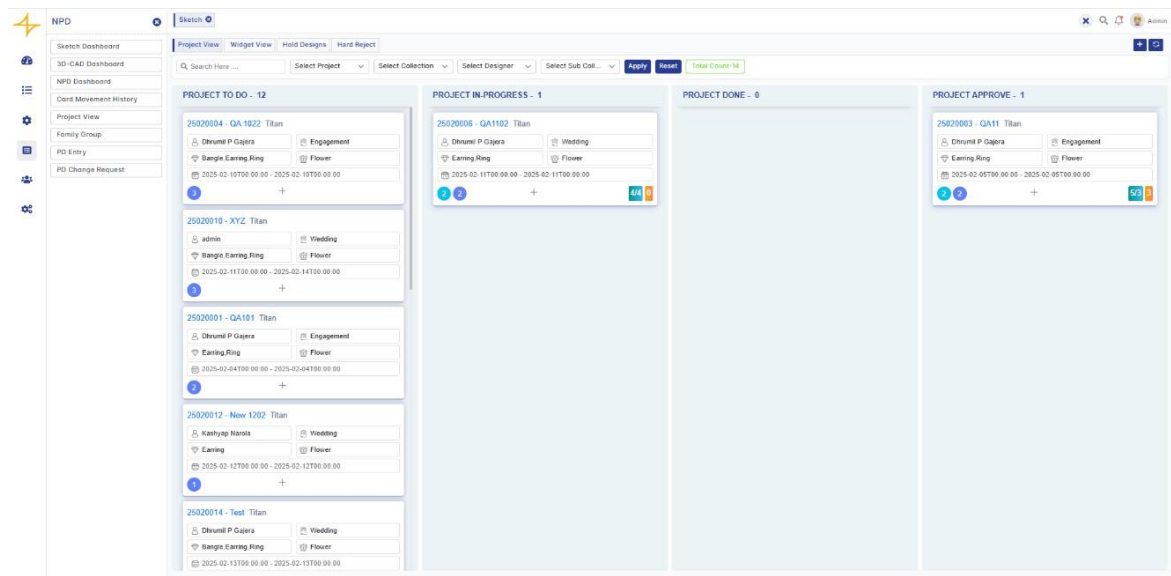 NPD
Sketch
Admin
Sketch Dashboard
3D-CAD Dashboard
NPD Dashboard
Card Movement History
Project View
Family Group
PD Entry
PD Change Request
Project View Widget View Hold Designs Hard Reject
Search Here .... Select Project Select Collection Select Designer Select Sub Coll... Apply Reset Total Count-14
PROJECT TO DO - 12
25020004 - QA 1022 Titan
Dhrumil P Gajera Engagement
Bangle,Earring,Ring Flower
2025-02-10T00:00:00 - 2025-02-10T00:00:00
3 +
25020010 - XYZ Titan
admin Wedding
Bangle,Earring,Ring Flower
2025-02-11T00:00:00 - 2025-02-14T00:00:00
3 +
25020001 - QA101 Titan
Dhrumil P Gajera Engagement
Earring,Ring Flower
2025-02-04T00:00:00 - 2025-02-04T00:00:00
2 +
25020012 - New 1202 Titan
Kashyap Narola Wedding
Earring Flower
2025-02-12T00:00:00 - 2025-02-12T00:00:00
1 +
25020014 - Test Titan
Dhrumil P Gajera Wedding
Bangle,Earring,Ring Flower
2025-02-13T00:00:00 - 2025-02-13T00:00:00
PROJECT IN-PROGRESS - 1
25020006 - QA1102 Titan
Dhrumil P Gajera Wedding
Earring,Ring Flower
2025-02-11T00:00:00 - 2025-02-11T00:00:00
2 2 + 4/4 0
PROJECT DONE - 0
PROJECT APPROVE - 1
25020003 - QA11 Titan
Dhrumil P Gajera Engagement
Earring,Ring Flower
2025-02-05T00:00:00 - 2025-02-05T00:00:00
2 2 + 5/3 3